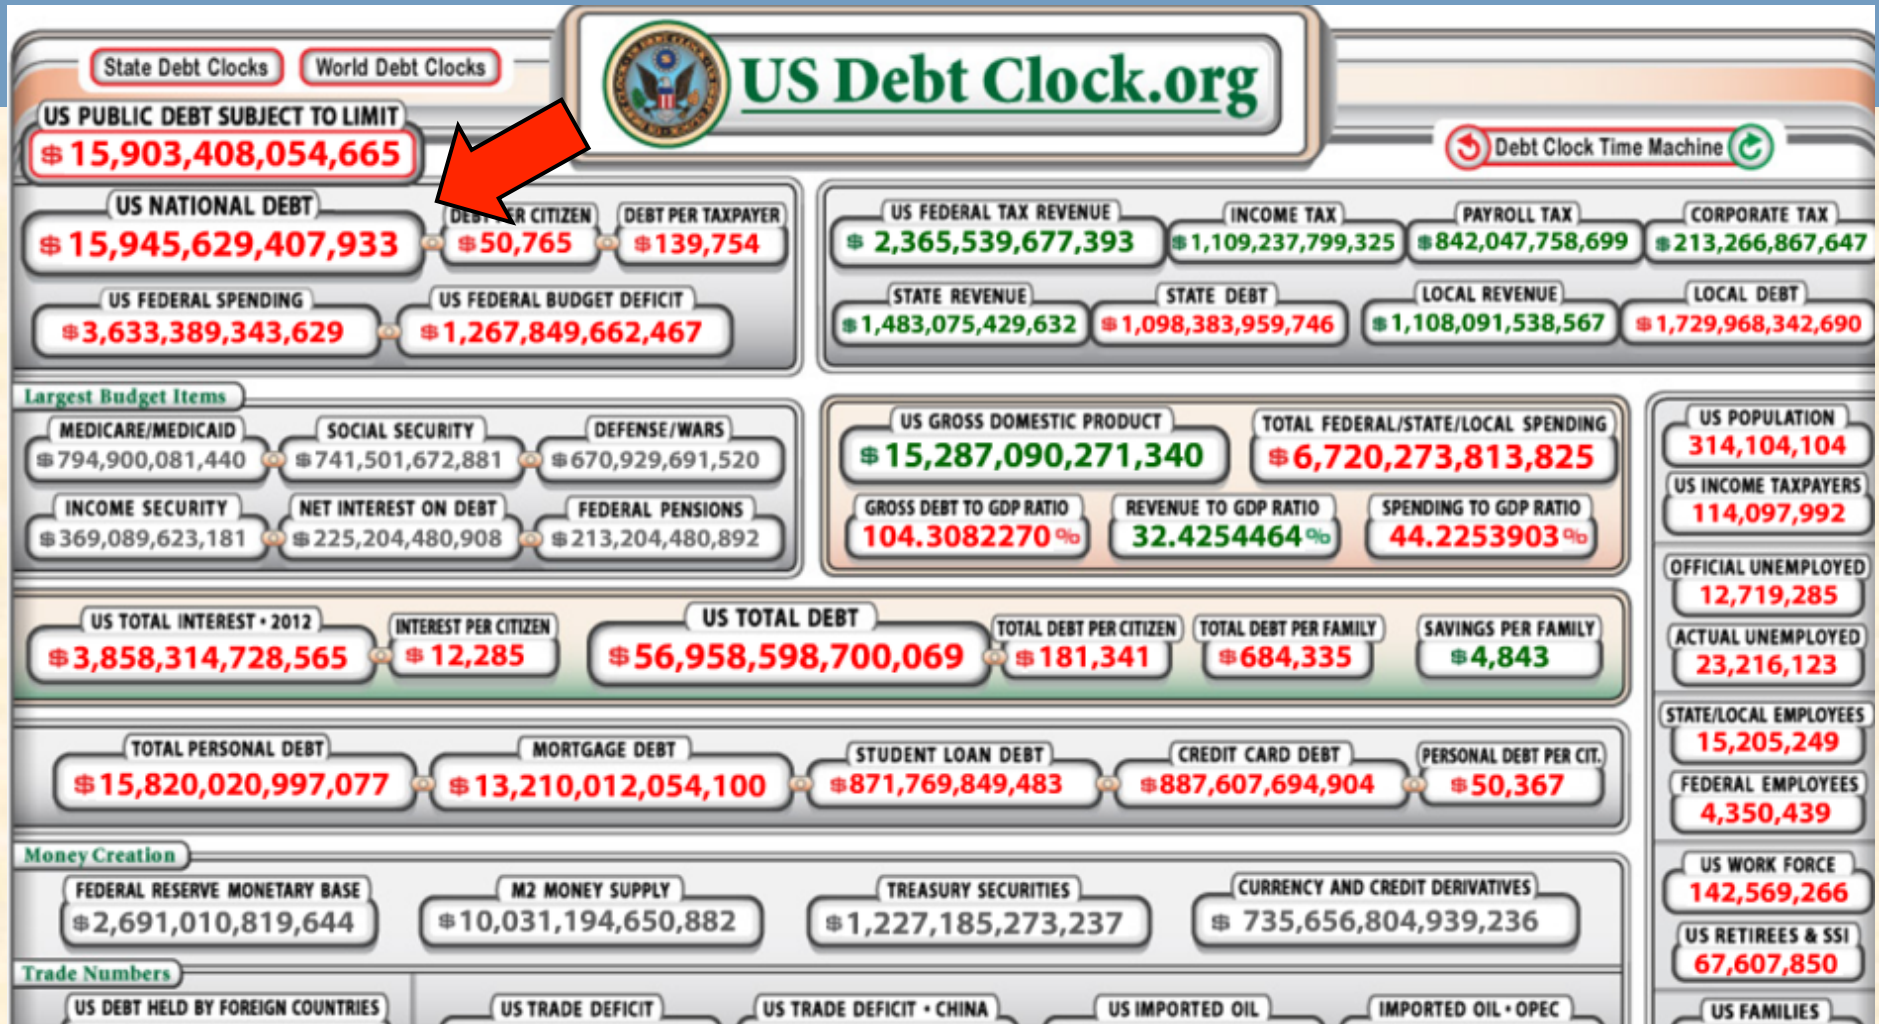 US Debt Clock.org
State Debt Clocks
World Debt Clocks
US PUBLIC DEBT SUBJECT TO LIMIT
$ 15,903,408,054,665
Debt Clock Time Machine
US NATIONAL DEBT
$ 15,945,629,407,933
DEBT PER CITIZEN
$ 50,765
DEBT PER TAXPAYER
$ 139,754
US FEDERAL SPENDING
$ 3,633,389,343,629
US FEDERAL BUDGET DEFICIT
$ 1,267,849,662,467
US FEDERAL TAX REVENUE
$ 2,365,539,677,393
INCOME TAX
$ 1,109,237,799,325
PAYROLL TAX
$ 842,047,758,699
CORPORATE TAX
$ 213,266,867,647
STATE REVENUE
$ 1,483,075,429,632
STATE DEBT
$ 1,098,383,959,746
LOCAL REVENUE
$ 1,108,091,538,567
LOCAL DEBT
$ 1,729,968,342,690
Largest Budget Items
MEDICARE/MEDICAID
$ 794,900,081,440
SOCIAL SECURITY
$ 741,501,672,881
DEFENSE/WARS
$ 670,929,691,520
INCOME SECURITY
$ 369,089,623,181
NET INTEREST ON DEBT
$ 225,204,480,908
FEDERAL PENSIONS
$ 213,204,480,892
US GROSS DOMESTIC PRODUCT
$ 15,287,090,271,340
TOTAL FEDERAL/STATE/LOCAL SPENDING
$ 6,720,273,813,825
GROSS DEBT TO GDP RATIO
104.3082270 %
REVENUE TO GDP RATIO
32.4254464 %
SPENDING TO GDP RATIO
44.2253903 %
US POPULATION
314,104,104
US INCOME TAXPAYERS
114,097,992
OFFICIAL UNEMPLOYED
12,719,285
ACTUAL UNEMPLOYED
23,216,123
STATE/LOCAL EMPLOYEES
15,205,249
FEDERAL EMPLOYEES
4,350,439
US WORK FORCE
142,569,266
US RETIREES & SSI
67,607,850
US FAMILIES
US TOTAL INTEREST • 2012
$ 3,858,314,728,565
INTEREST PER CITIZEN
$ 12,285
US TOTAL DEBT
$ 56,958,598,700,069
TOTAL DEBT PER CITIZEN
$ 181,341
TOTAL DEBT PER FAMILY
$ 684,335
SAVINGS PER FAMILY
$ 4,843
TOTAL PERSONAL DEBT
$ 15,820,020,997,077
MORTGAGE DEBT
$ 13,210,012,054,100
STUDENT LOAN DEBT
$ 871,769,849,483
CREDIT CARD DEBT
$ 887,607,694,904
PERSONAL DEBT PER CIT.
$ 50,367
Money Creation
FEDERAL RESERVE MONETARY BASE
$ 2,691,010,819,644
M2 MONEY SUPPLY
$ 10,031,194,650,882
TREASURY SECURITIES
$ 1,227,185,273,237
CURRENCY AND CREDIT DERIVATIVES
$ 735,656,804,939,236
Trade Numbers
US DEBT HELD BY FOREIGN COUNTRIES
US TRADE DEFICIT
US TRADE DEFICIT • CHINA
US IMPORTED OIL
IMPORTED OIL • OPEC